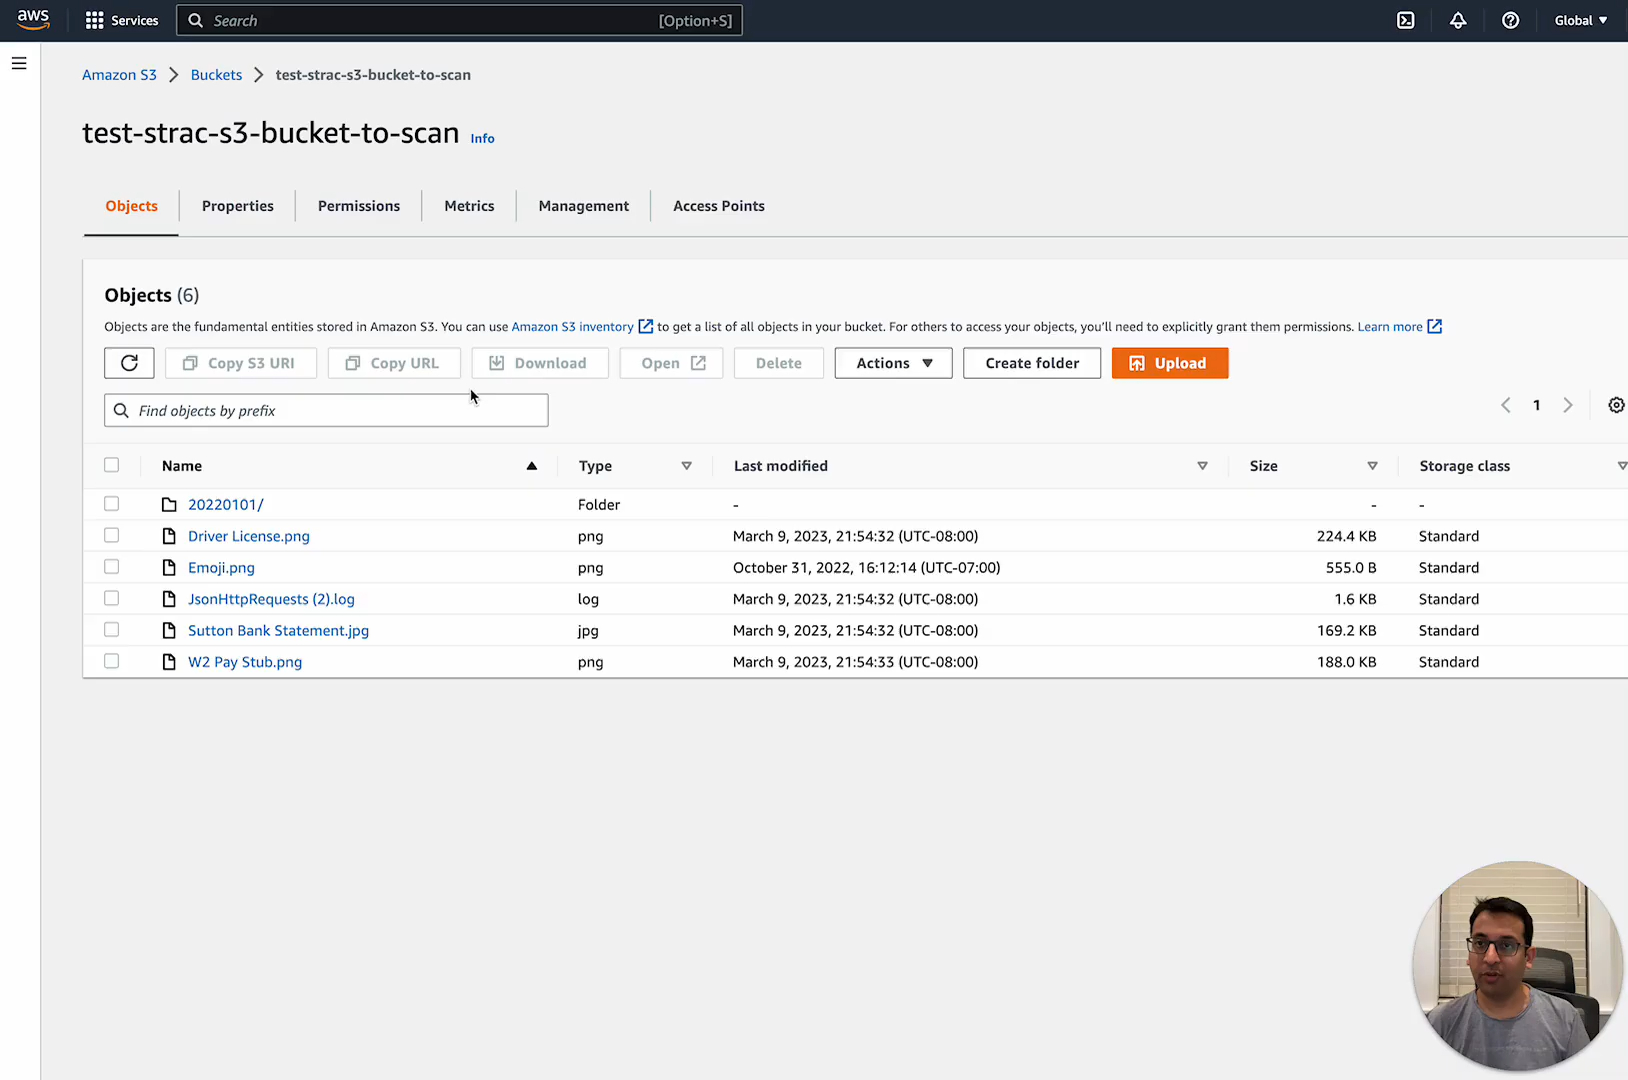 aws Services Search [Option+S] Global
Amazon S3 Buckets test-strac-s3-bucket-to-scan
test-strac-s3-bucket-to-scan Info
Objects Properties Permissions Metrics Management Access Points
Objects (6)
Objects are the fundamental entities stored in Amazon S3. You can use Amazon S3 inventory to get a list of all objects in your bucket. For others to access your objects, you'll need to explicitly grant them permissions. Learn more
Copy S3 URI Copy URL Download Open Delete Actions Create folder Upload
Find objects by prefix 1
Name Type Last modified Size Storage class
20220101/ Folder - - -
Driver License.png png March 9, 2023, 21:54:32 (UTC-08:00) 224.4 KB Standard
Emoji.png png October 31, 2022, 16:12:14 (UTC-07:00) 555.0 B Standard
JsonHttpRequests (2).log log March 9, 2023, 21:54:32 (UTC-08:00) 1.6 KB Standard
Sutton Bank Statement.jpg jpg March 9, 2023, 21:54:32 (UTC-08:00) 169.2 KB Standard
W2 Pay Stub.png png March 9, 2023, 21:54:33 (UTC-08:00) 188.0 KB Standard